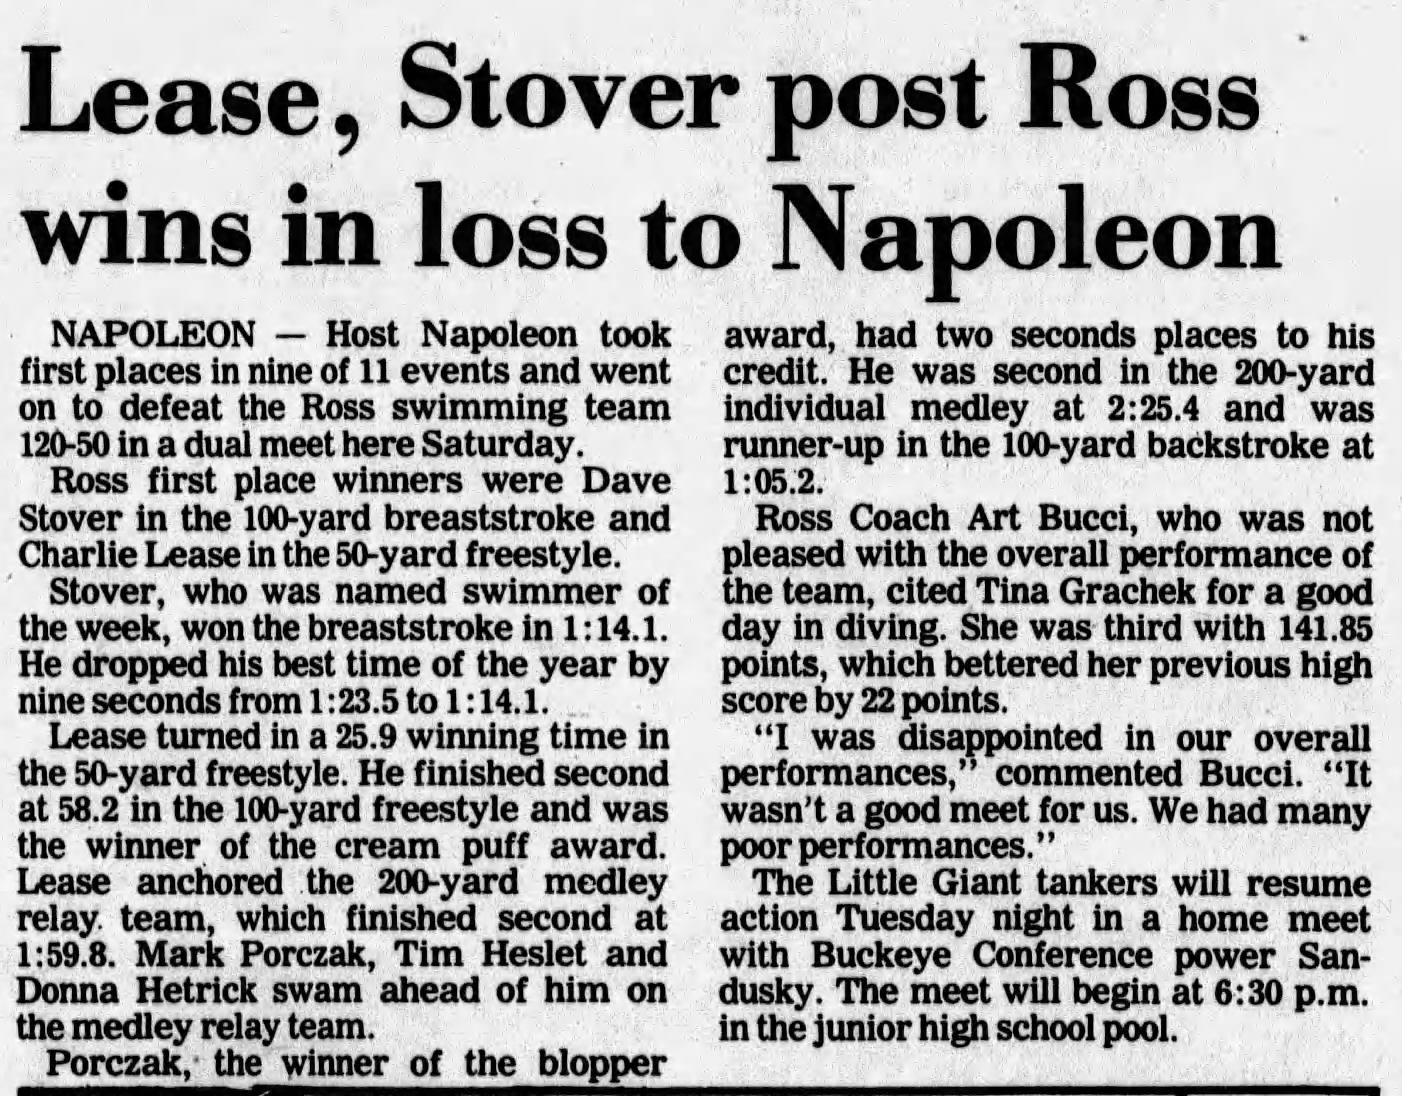 Lease, Stover post Ross
wins in loss to Napoleon
NAPOLEON — Host Napoleon took
first places in nine of 11 events and went
on to defeat the Ross swimming team
120-50 in a dual meet here Saturday.
Ross first place winners were Dave
Stover in the 100-yard breaststroke and
Charlie Lease in the 50-yard freestyle.
Stover, who was named swimmer of
the week, won the breaststroke in 1:14.1.
He dropped his best time of the year by
nine seconds from 1:23.5 to 1:14.1.
Lease turned in a 25.9 winning time in
the 50-yard freestyle. He finished second
at 58.2 in the 100-yard freestyle and was
the winner of the cream puff award.
Lease anchored the 200-yard medley
relay team, which finished second at
1:59.8. Mark Porczak, Tim Heslet and
Donna Hetrick swam ahead of him on
the medley relay team.
Porczak, the winner of the blopper
award, had two seconds places to his
credit. He was second in the 200-yard
individual medley at 2:25.4 and was
runner-up in the 100-yard backstroke at
1:05.2.
Ross Coach Art Bucci, who was not
pleased with the overall performance of
the team, cited Tina Grachek for a good
day in diving. She was third with 141.85
points, which bettered her previous high
score by 22 points.
"I was disappointed in our overall
performances," commented Bucci. "It
wasn't a good meet for us. We had many
poor performances."
The Little Giant tankers will resume
action Tuesday night in a home meet
with Buckeye Conference power San-
dusky. The meet will begin at 6:30 p.m.
in the junior high school pool.